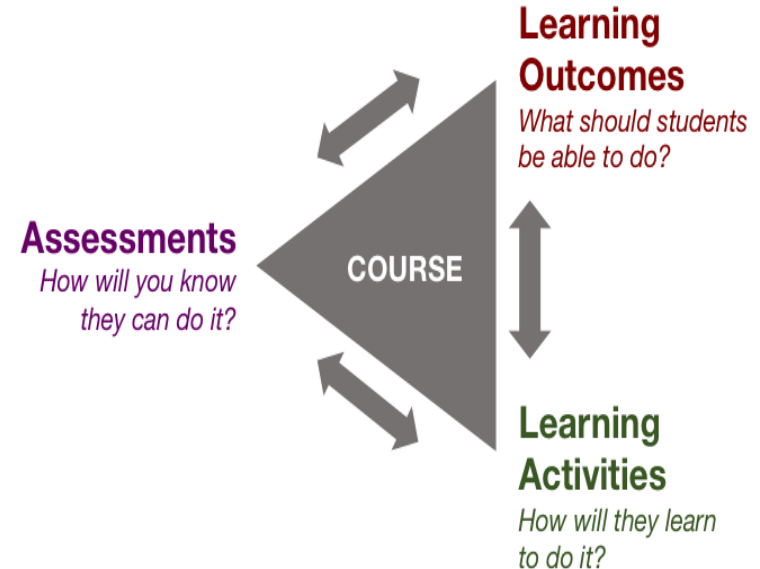 Learning
Outcomes
What should students
be able to do?
Assessments
How will you know
they can do it?
COURSE
Learning
Activities
How will they learn
to do it?